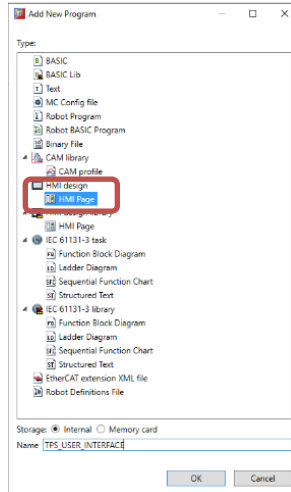 Add New Program
Type:
BASIC
BASIC Lib
Text
MC Config file
Robot Program
Robot BASIC Program
Binary File
CAM library
CAM profile
HMI design
HMI Page
HMI design library
HMI Page
IEC 61131-3 task
Function Block Diagram
Ladder Diagram
Sequential Function Chart
Structured Text
IEC 61131-3 library
Function Block Diagram
Ladder Diagram
Sequential Function Chart
Structured Text
EtherCAT extension XML file
Robot Definitions File
Storage: Internal Memory card
Name TPS_USER_INTERFACE
OK Cancel